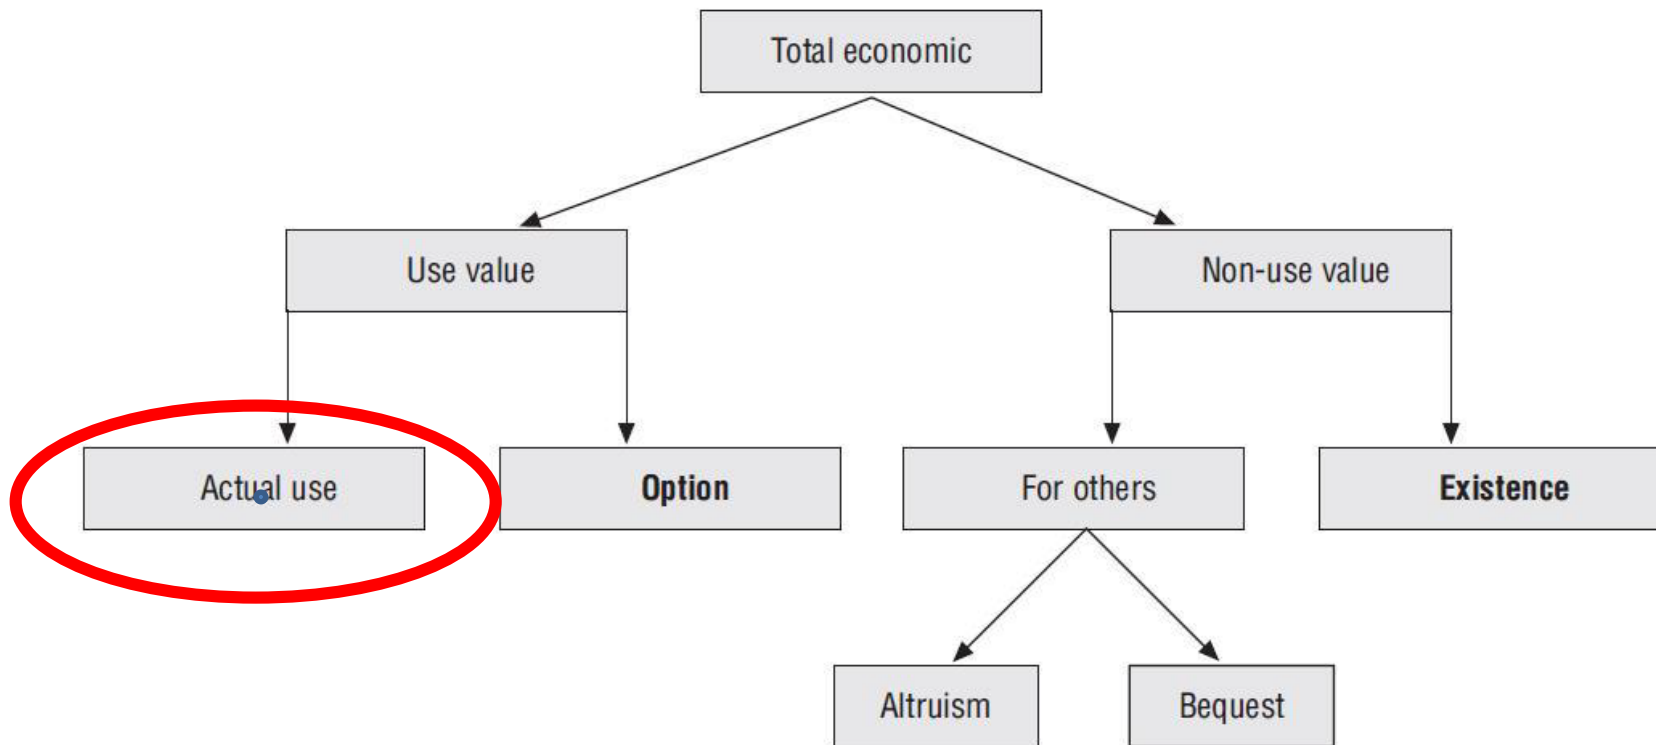 Total economic
Use value
Non-use value
Actual use
Option
For others
Existence
Altruism
Bequest